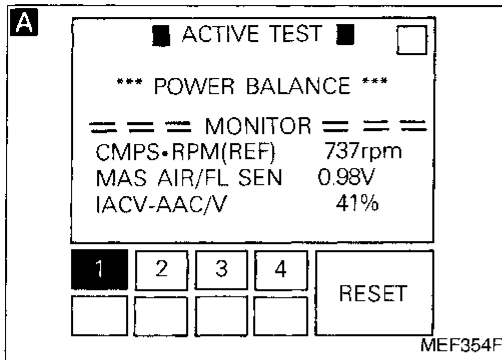 A
■ ACTIVE TEST ■
*** POWER BALANCE ***
= = = MONITOR = = =
CMPS•RPM(REF) 737rpm
MAS AIR/FL SEN 0.98V
IACV-AAC/V 41%
1 2 3 4
RESET
MEF354F